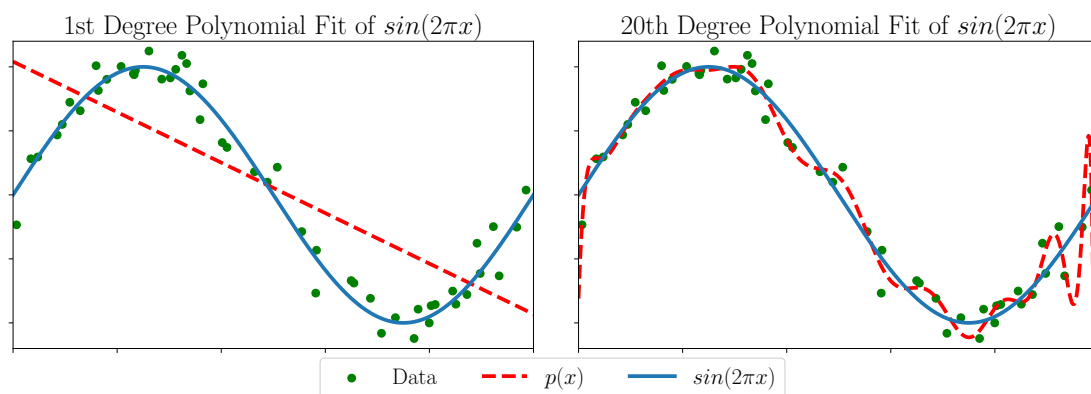 1st Degree Polynomial Fit of sin(2πx)
20th Degree Polynomial Fit of sin(2πx)
Data p(x) sin(2πx)